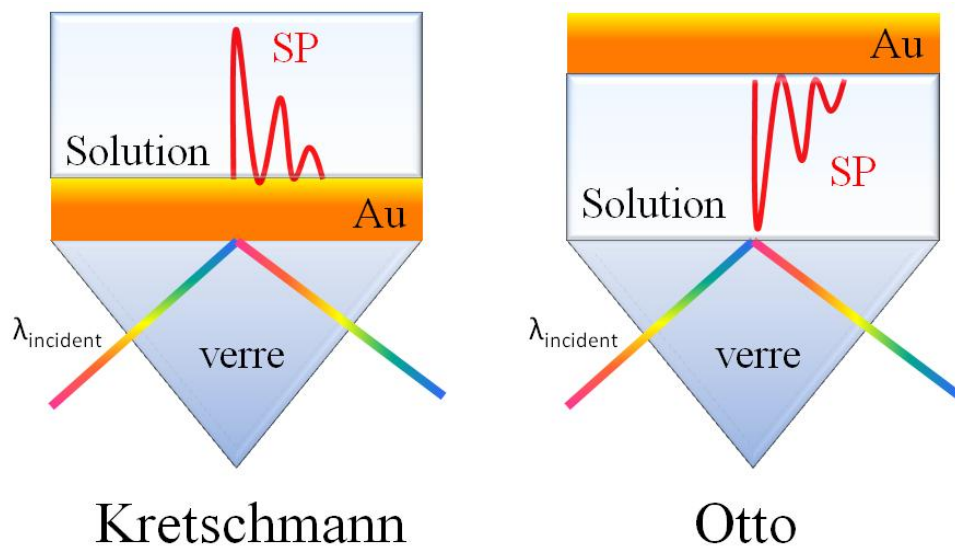 SP
Solution
Au
λincident
verre
Kretschmann
Au
Solution
SP
λincident
verre
Otto